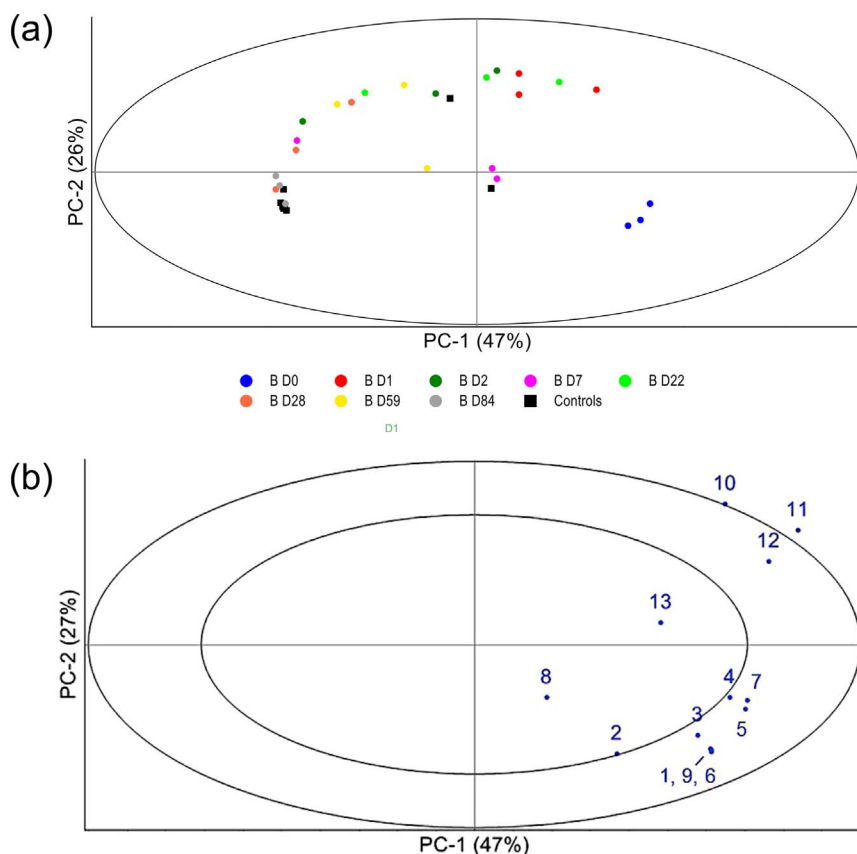 (a)
PC-2 (26%)
PC-1 (47%)
B D0 B D1 B D2 B D7 B D22
B D28 B D59 B D84 Controls
D1
(b)
10
11
12
13
PC-2 (27%)
8
4 7
2 3 5
1, 9, 6
PC-1 (47%)